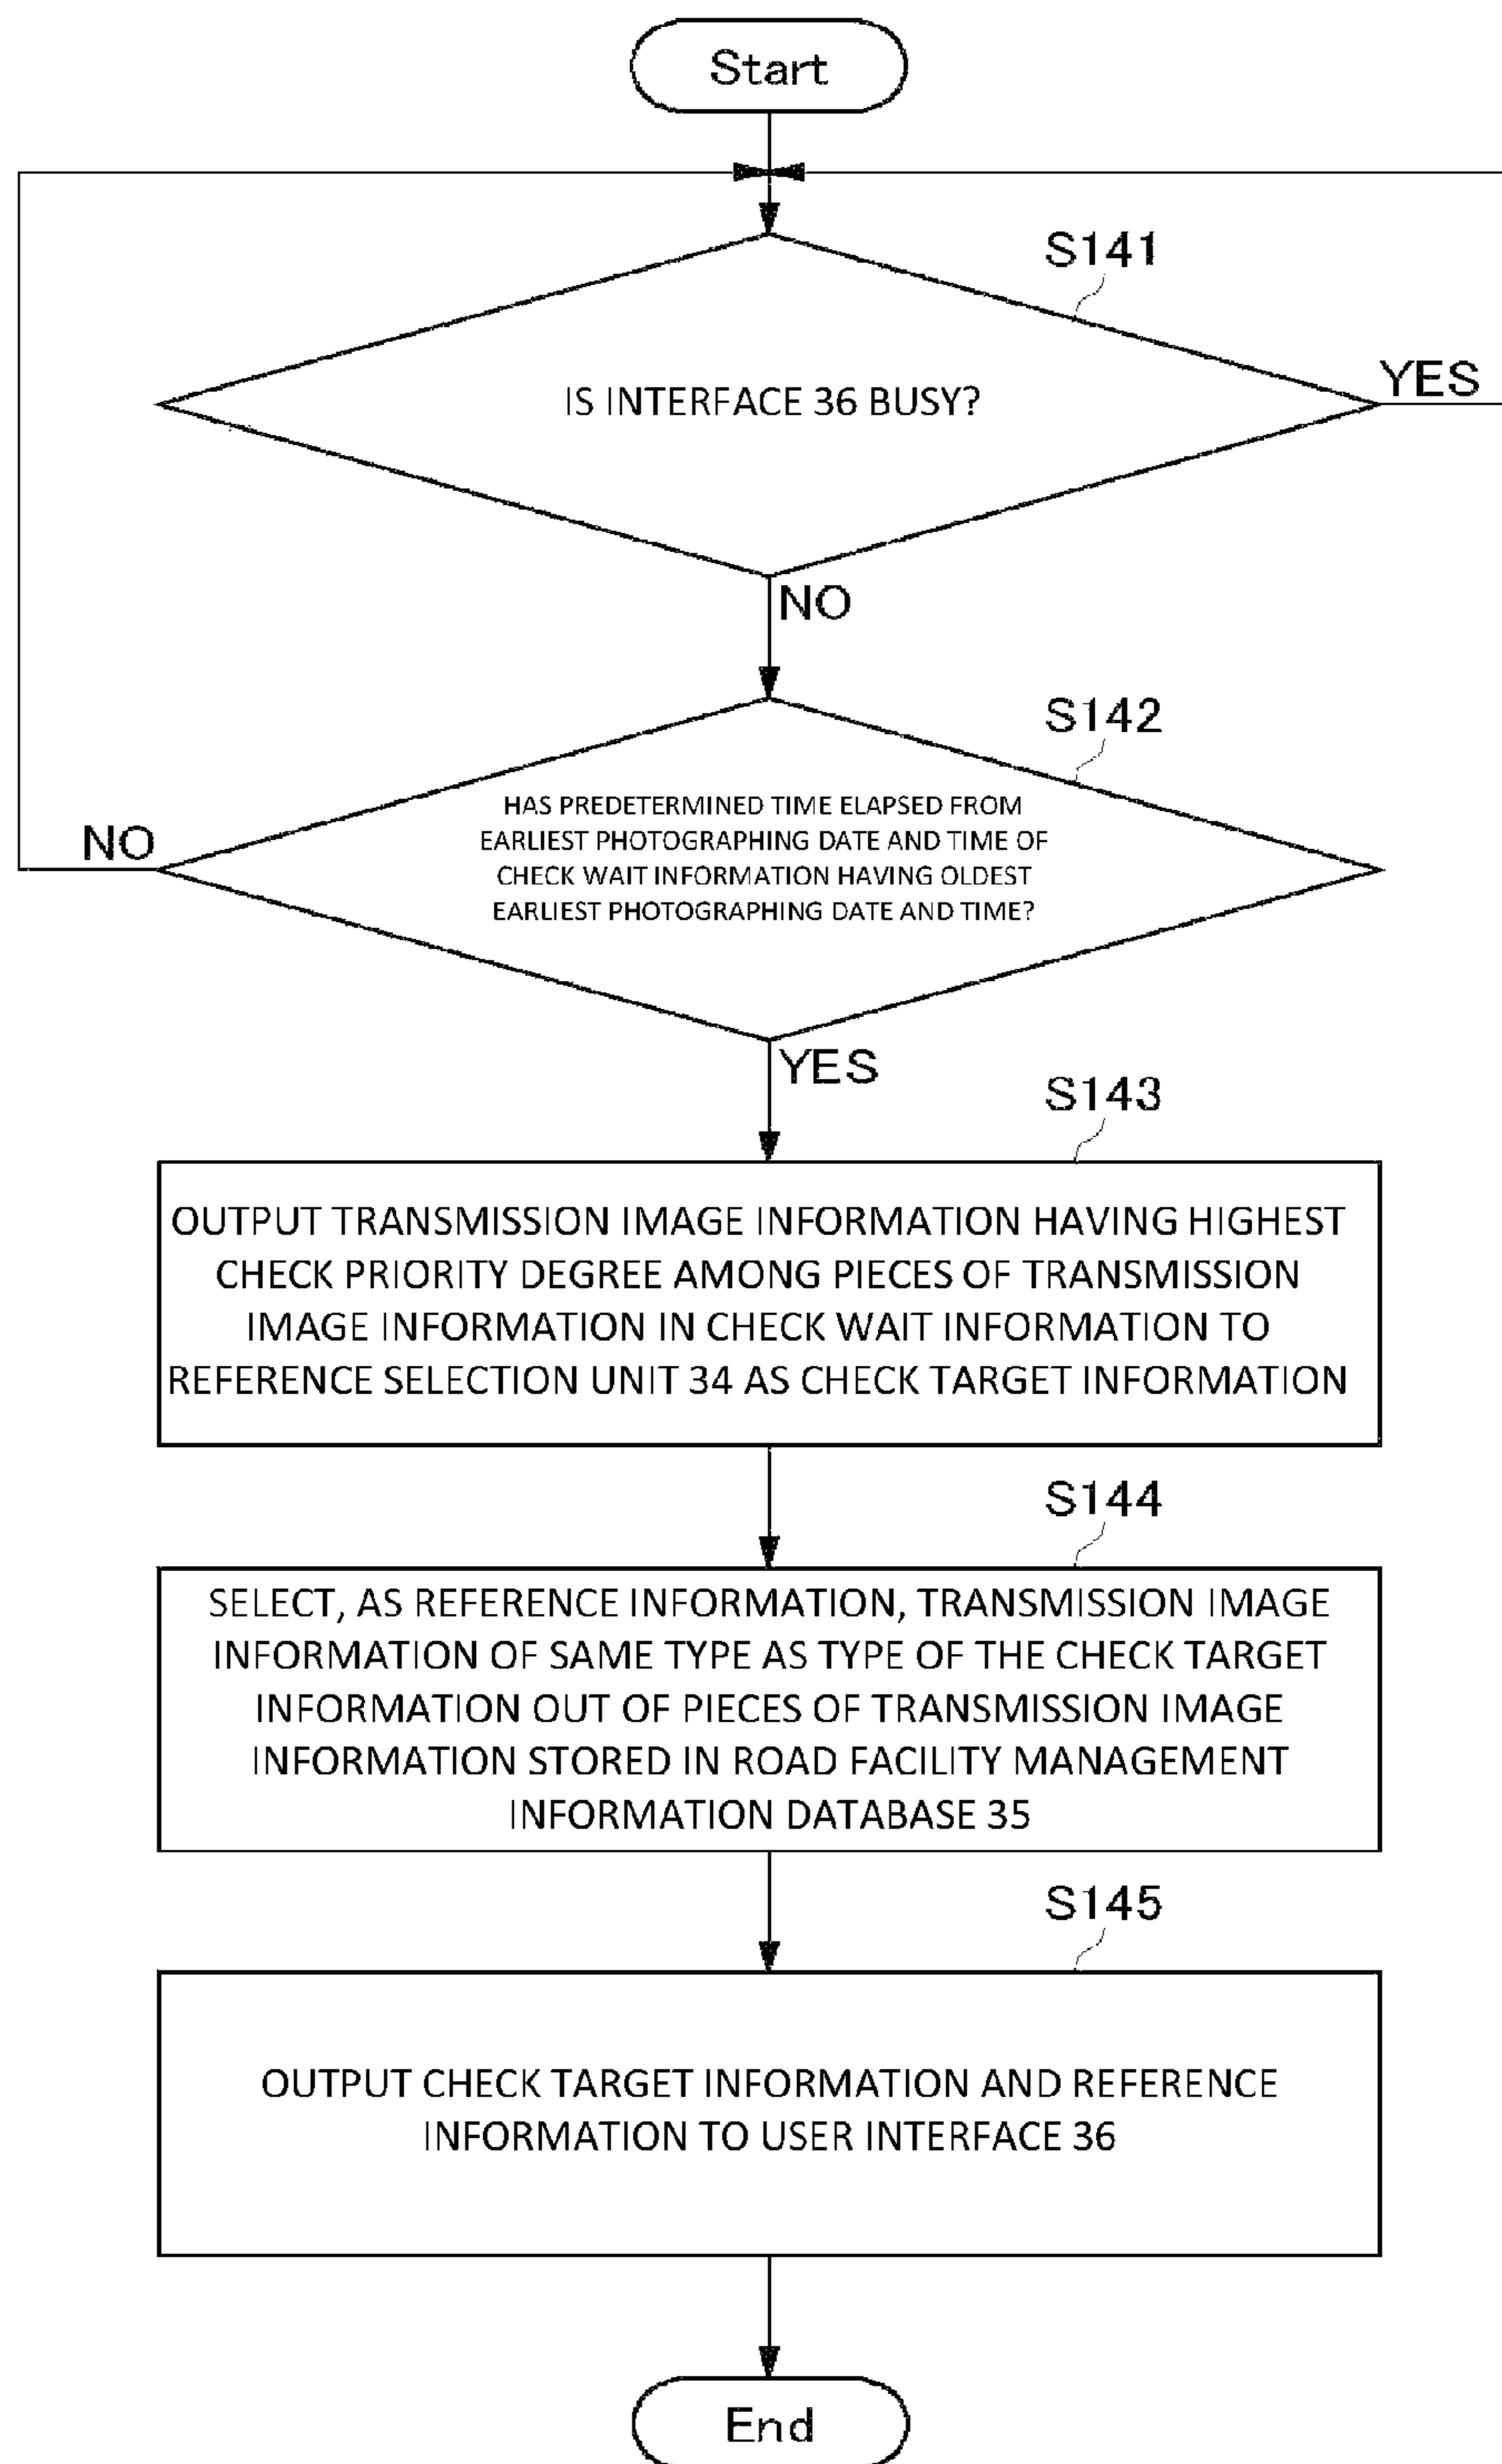 Start
S141
IS INTERFACE 36 BUSY?
YES
NO
S142
HAS PREDETERMINED TIME ELAPSED FROM
EARLIEST PHOTOGRAPHING DATE AND TIME OF
CHECK WAIT INFORMATION HAVING OLDEST
EARLIEST PHOTOGRAPHING DATE AND TIME?
NO
YES
S143
OUTPUT TRANSMISSION IMAGE INFORMATION HAVING HIGHEST
CHECK PRIORITY DEGREE AMONG PIECES OF TRANSMISSION
IMAGE INFORMATION IN CHECK WAIT INFORMATION TO
REFERENCE SELECTION UNIT 34 AS CHECK TARGET INFORMATION
S144
SELECT, AS REFERENCE INFORMATION, TRANSMISSION IMAGE
INFORMATION OF SAME TYPE AS TYPE OF THE CHECK TARGET
INFORMATION OUT OF PIECES OF TRANSMISSION IMAGE
INFORMATION STORED IN ROAD FACILITY MANAGEMENT
INFORMATION DATABASE 35
S145
OUTPUT CHECK TARGET INFORMATION AND REFERENCE
INFORMATION TO USER INTERFACE 36
End